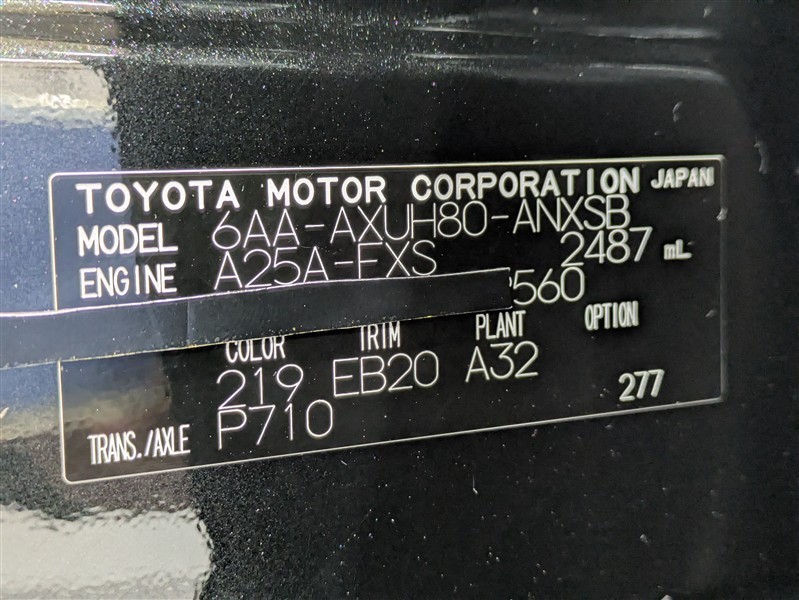 TOYOTA MOTOR CORPORATION JAPAN
MODEL 6AA-AXUH80-ANXSB
ENGINE A25A-FXS 2487 mL
560
COLOR TRIM PLANT OPTION
219 EB20 A32
277
TRANS./AXLE P710